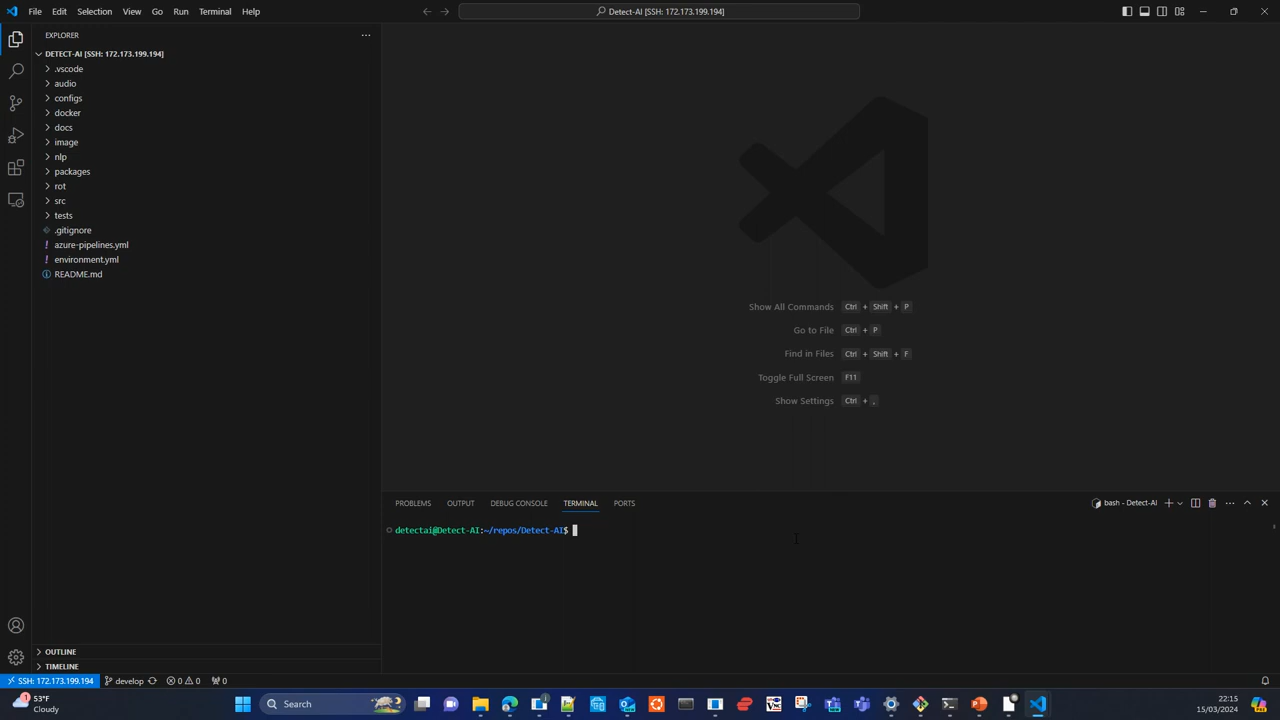 File Edit Selection View Go Run Terminal Help
Detect-AI [SSH: 172.173.199.194]
EXPLORER
DETECT-AI [SSH: 172.173.199.194]
.vscode
audio
configs
docker
docs
image
nlp
packages
rot
src
tests
.gitignore
! azure-pipelines.yml
! environment.yml
README.md
Show All Commands Ctrl + Shift + P
Go to File Ctrl + P
Find in Files Ctrl + Shift + F
Toggle Full Screen F11
Show Settings Ctrl + ,
PROBLEMS OUTPUT DEBUG CONSOLE TERMINAL PORTS
bash - Detect-AI
detectai@Detect-AI:~/repos/Detect-AI$
OUTLINE
TIMELINE
SSH: 172.173.199.194 develop 0 0 0
1 53°F
Cloudy
Search
22:15
15/03/2024